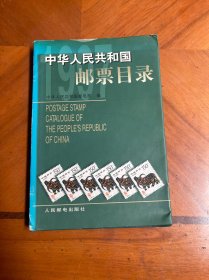 1997
中华人民共和国
邮票目录
POSTAGE STAMP
CATALOGUE OF
THE PEOPLE'S REPUBLIC
OF CHINA
人民邮电出版社